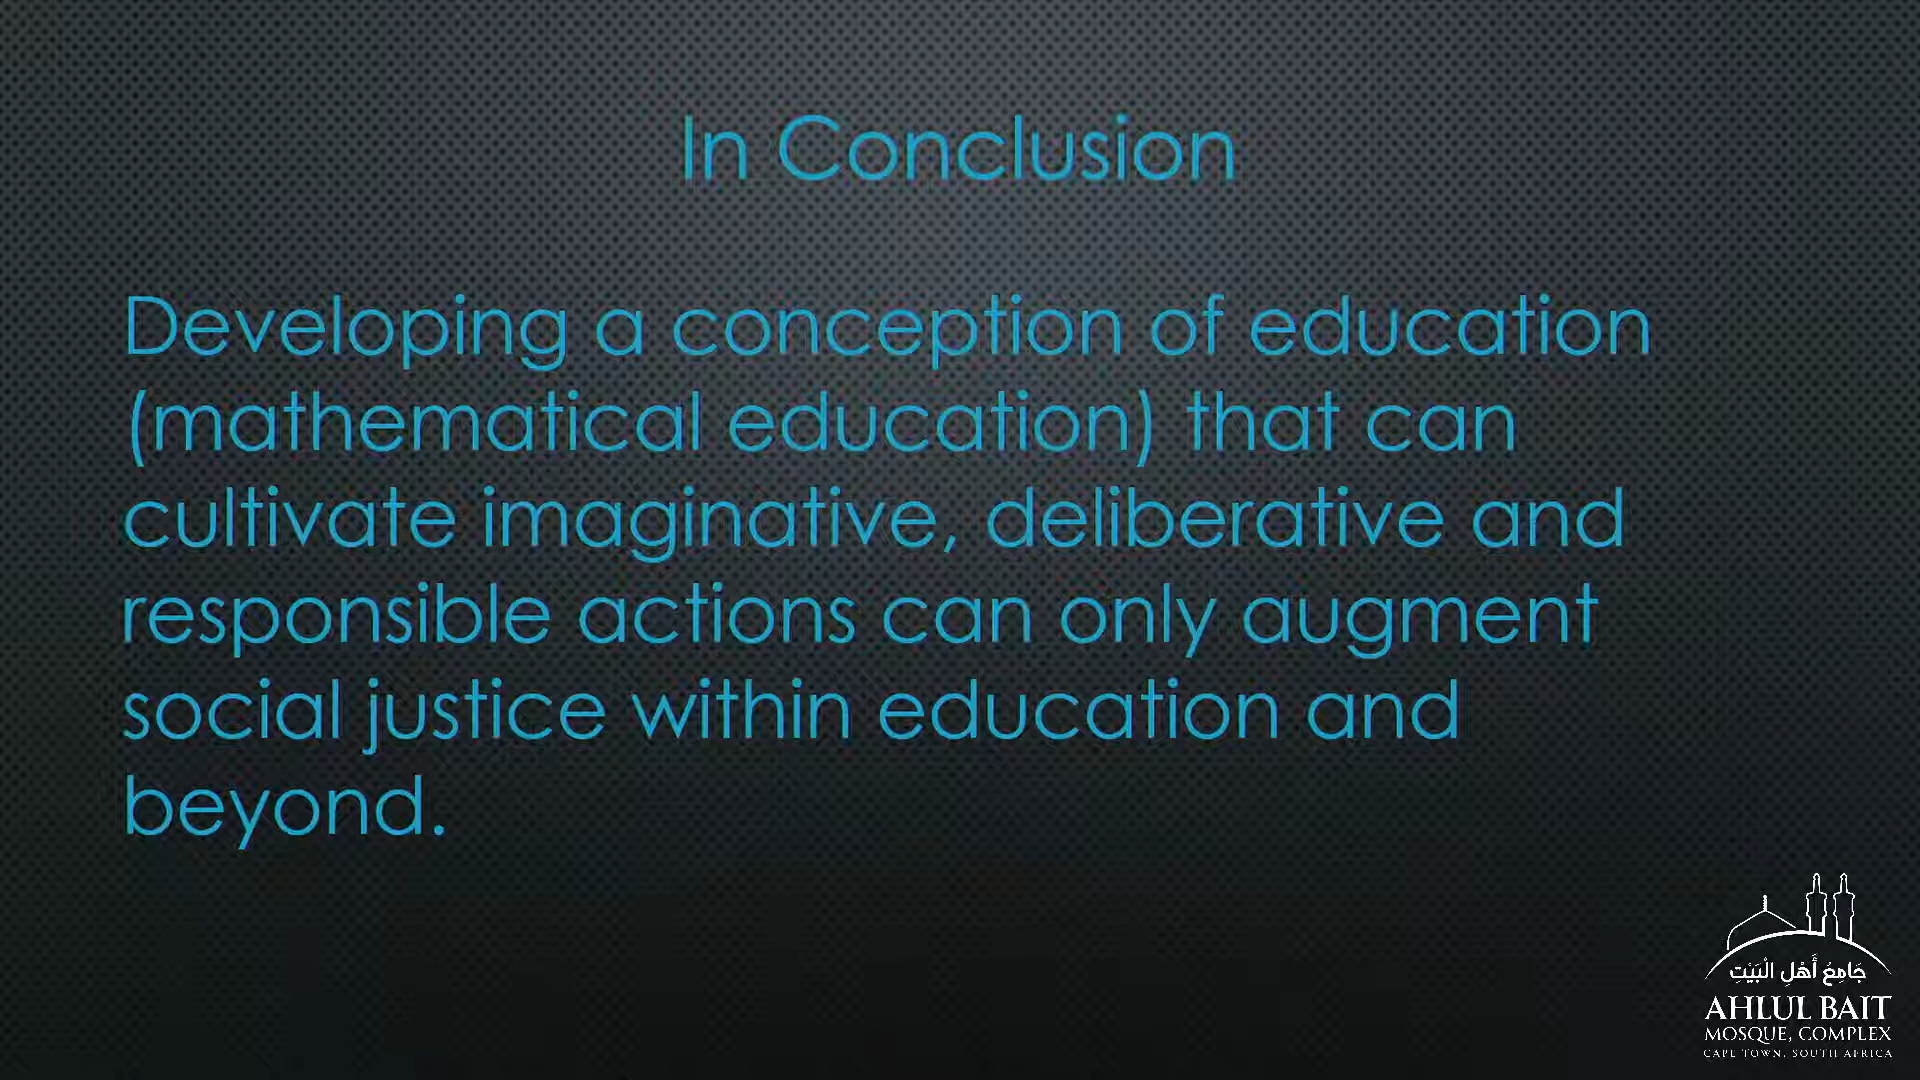 In Conclusion
Developing a conception of education
(mathematical education) that can
cultivate imaginative, deliberative and
responsible actions can only augment
social justice within education and
beyond.
جَامِعُ أَهْلِ الْبَيْتِ
AHLUL BAIT
MOSQUE, COMPLEX
CAPE TOWN, SOUTH AFRICA